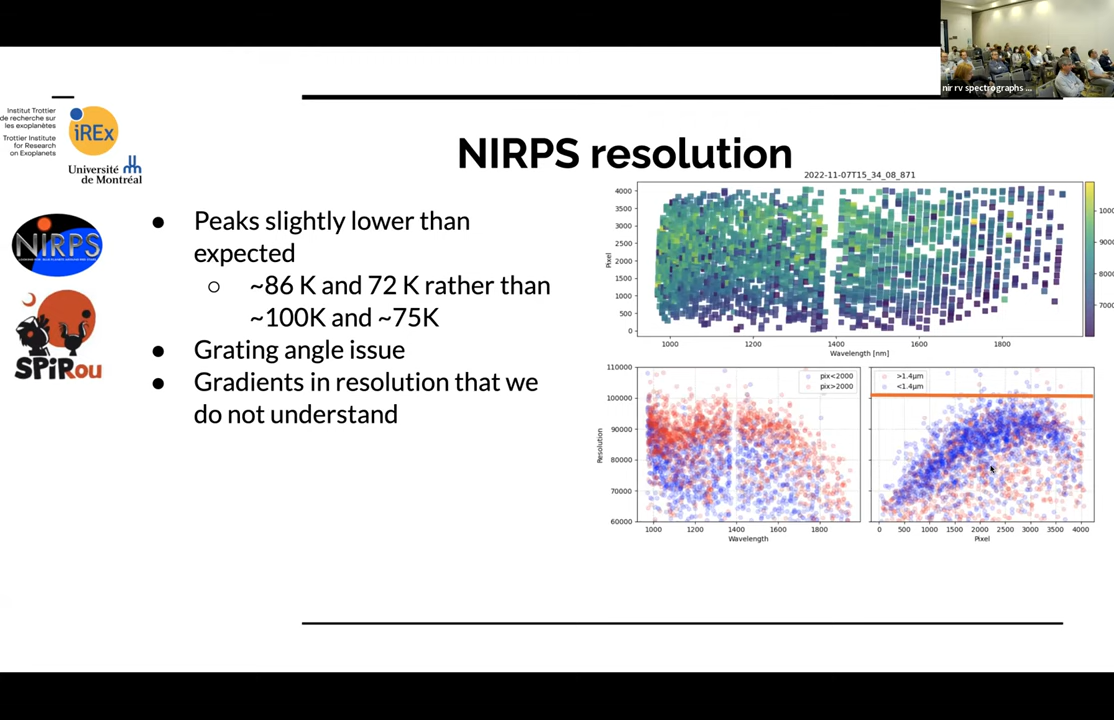 nir rv spectrographs ...
Institut Trottier
de recherche sur
les exoplanètes
Trottier Institute
for Research
on Exoplanets
iREx
Université
de Montréal
NIRPS
SPiRou
NIRPS resolution
● Peaks slightly lower than
expected
○ ~86 K and 72 K rather than
~100K and ~75K
● Grating angle issue
● Gradients in resolution that we
do not understand
2022-11-07T15_34_08_871
Pixel
4000
3500
3000
2500
2000
1500
1000
500
0
1000 1200 1400 1600 1800
Wavelength [nm]
1000
9000
8000
7000
Resolution
110000
100000
90000
80000
70000
60000
pix<2000
pix>2000
1000 1200 1400 1600 1800
Wavelength
>1.4μm
<1.4μm
0 500 1000 1500 2000 2500 3000 3500 4000
Pixel